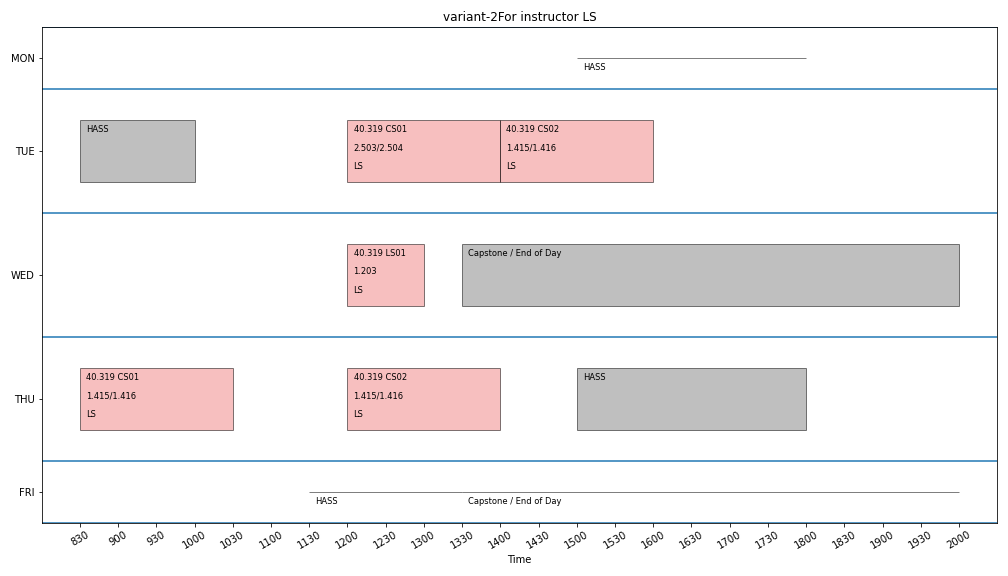 variant-2For instructor LS
MON
HASS
TUE
HASS
40.319 CS01
2.503/2.504
LS
40.319 CS02
1.415/1.416
LS
WED
40.319 LS01
1.203
LS
Capstone / End of Day
THU
40.319 CS01
1.415/1.416
LS
40.319 CS02
1.415/1.416
LS
HASS
FRI
HASS
Capstone / End of Day
830 900 930 1000 1030 1100 1130 1200 1230 1300 1330 1400 1430 1500 1530 1600 1630 1700 1730 1800 1830 1900 1930 2000
Time